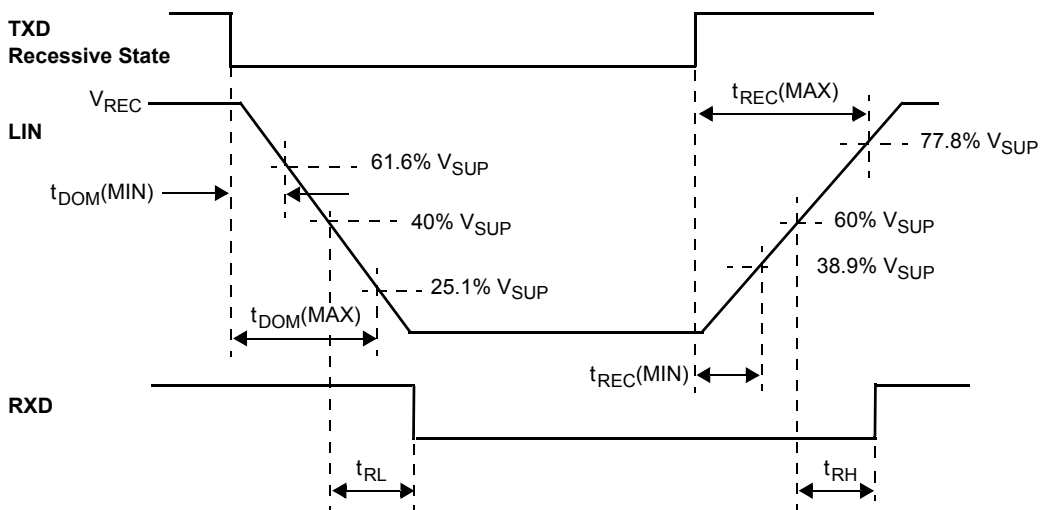 TXD
Recessive State
tREC(MAX)
VREC
LIN
77.8% VSUP
61.6% VSUP
tDOM(MIN)
40% VSUP
60% VSUP
38.9% VSUP
25.1% VSUP
tDOM(MAX)
tREC(MIN)
RXD
tRL
tRH